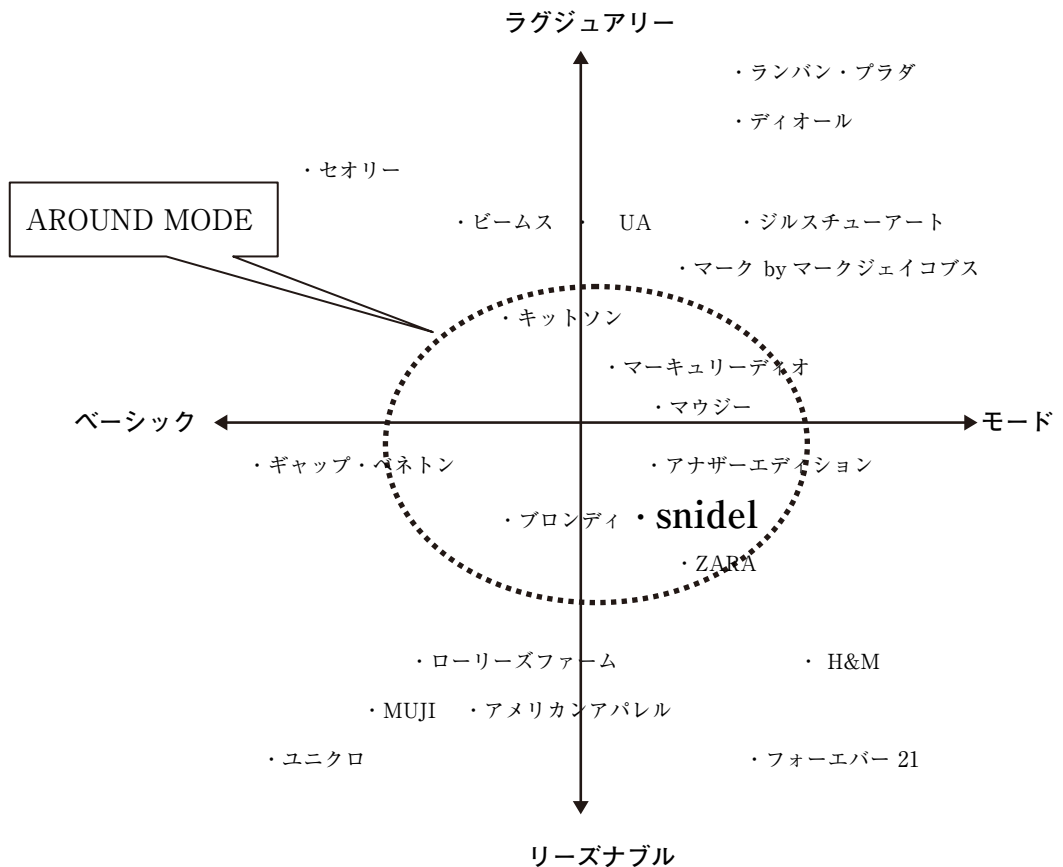 ラグジュアリー
・ランバン・プラダ
・ディオール
・セオリー
AROUND MODE
・ビームス ・ UA ・ジルスチューアート
・マーク by マークジェイコブス
・キットソン
・マーキュリーディオ
・マウジー
ベーシック モード
・ギャップ・ベネトン ・アナザーエディション
・ブロンディ ・snidel
・ZARA
・ローリーズファーム ・ H&M
・MUJI ・アメリカンアパレル
・ユニクロ ・フォーエバー 21
リーズナブル